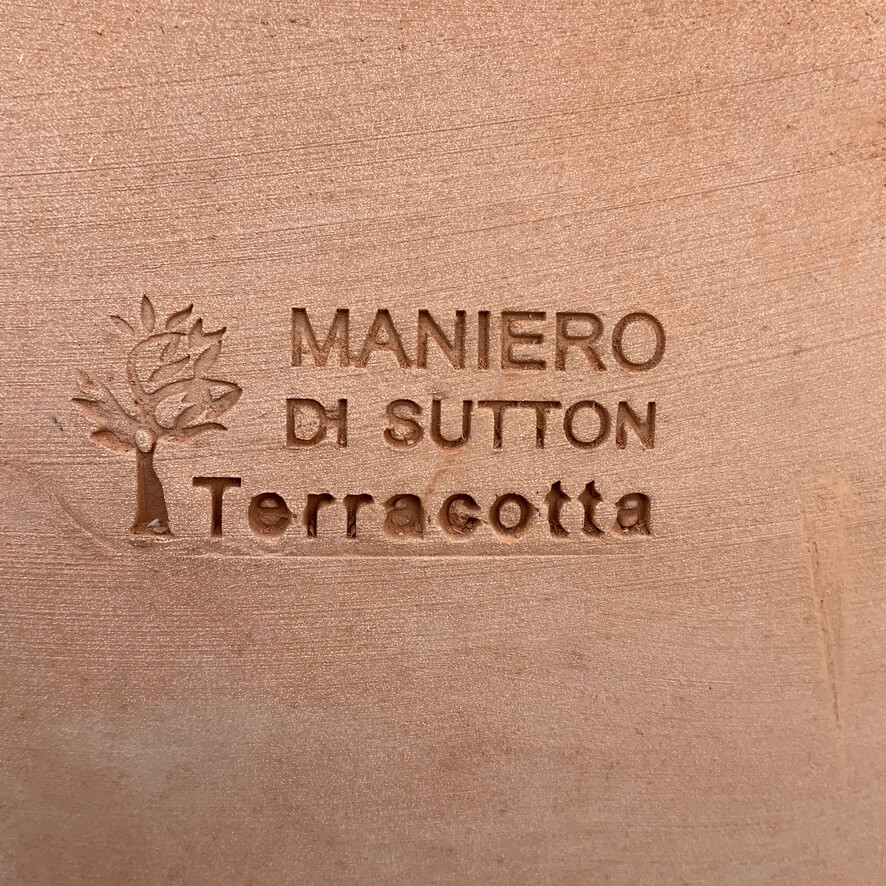 MANIERO
DI SUTTON
Terracotta